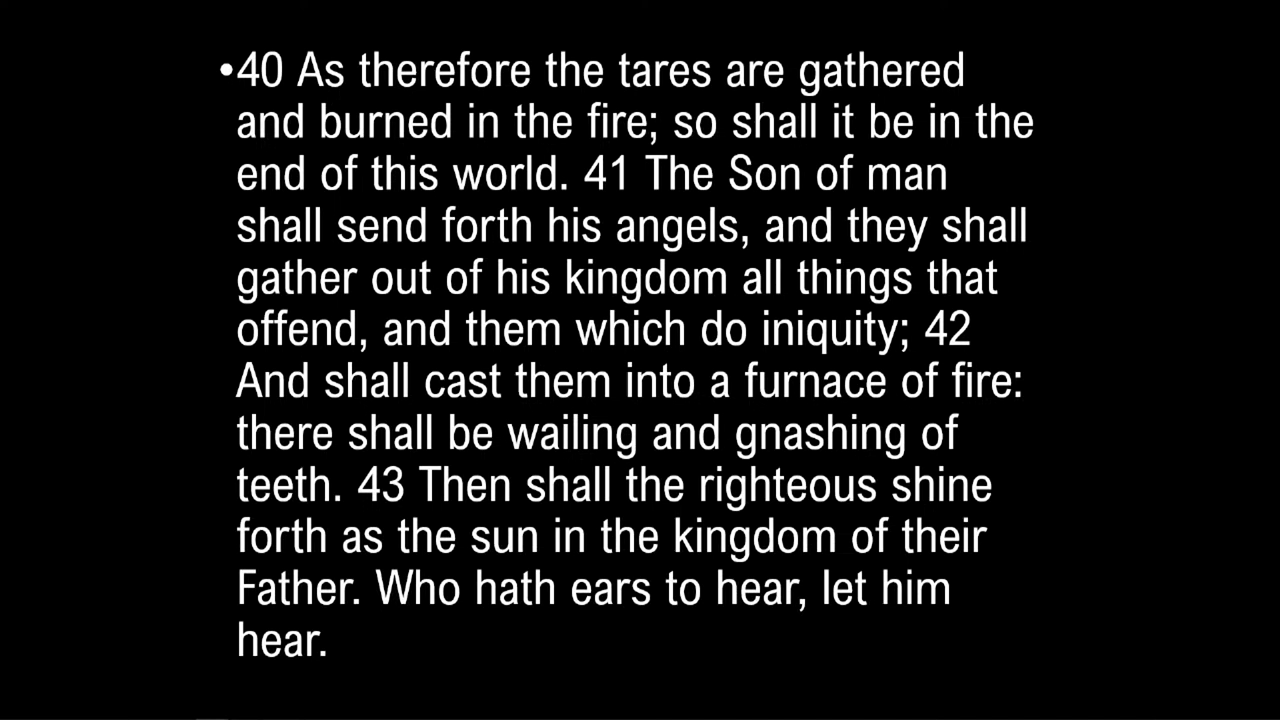 •40 As therefore the tares are gathered
and burned in the fire; so shall it be in the
end of this world. 41 The Son of man
shall send forth his angels, and they shall
gather out of his kingdom all things that
offend, and them which do iniquity; 42
And shall cast them into a furnace of fire:
there shall be wailing and gnashing of
teeth. 43 Then shall the righteous shine
forth as the sun in the kingdom of their
Father. Who hath ears to hear, let him
hear.